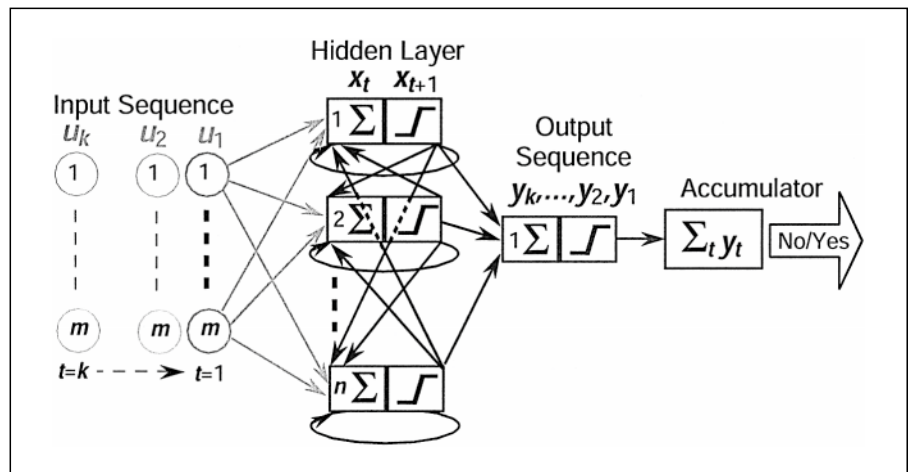 Hidden Layer
x_t x_{t+1}
Input Sequence
u_k u_2 u_1
1 1 1
1 Σ
Output
Sequence
y_k,...,y_2,y_1
Accumulator
2 Σ
1 Σ
Σ_t y_t
No/Yes
m m m
t=k t=1
n Σ